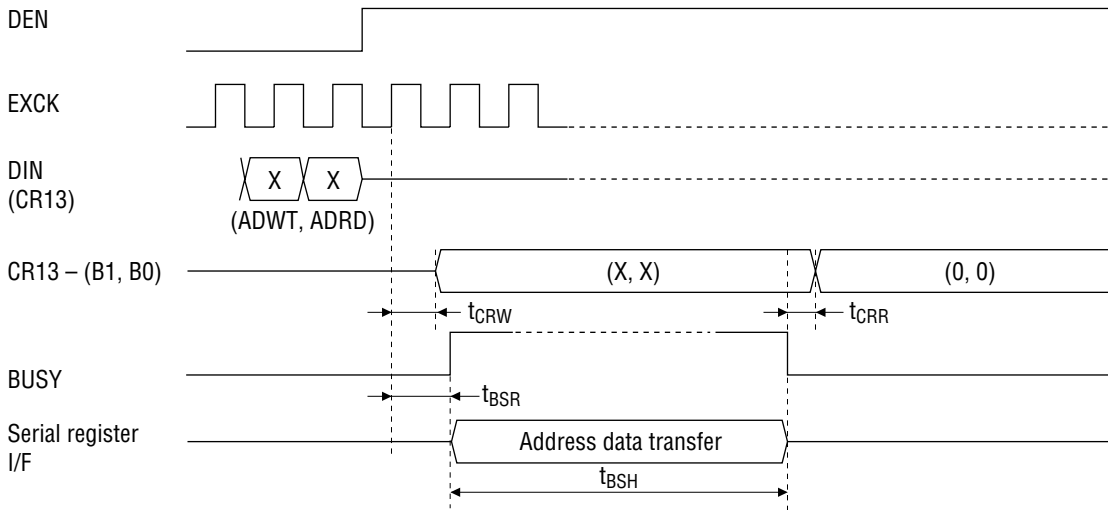 DEN
EXCK
DIN
(CR13)
X X
(ADWT, ADRD)
CR13 – (B1, B0)
(X, X)
(0, 0)
tCRW
tCRR
BUSY
tBSR
Serial register
I/F
Address data transfer
tBSH